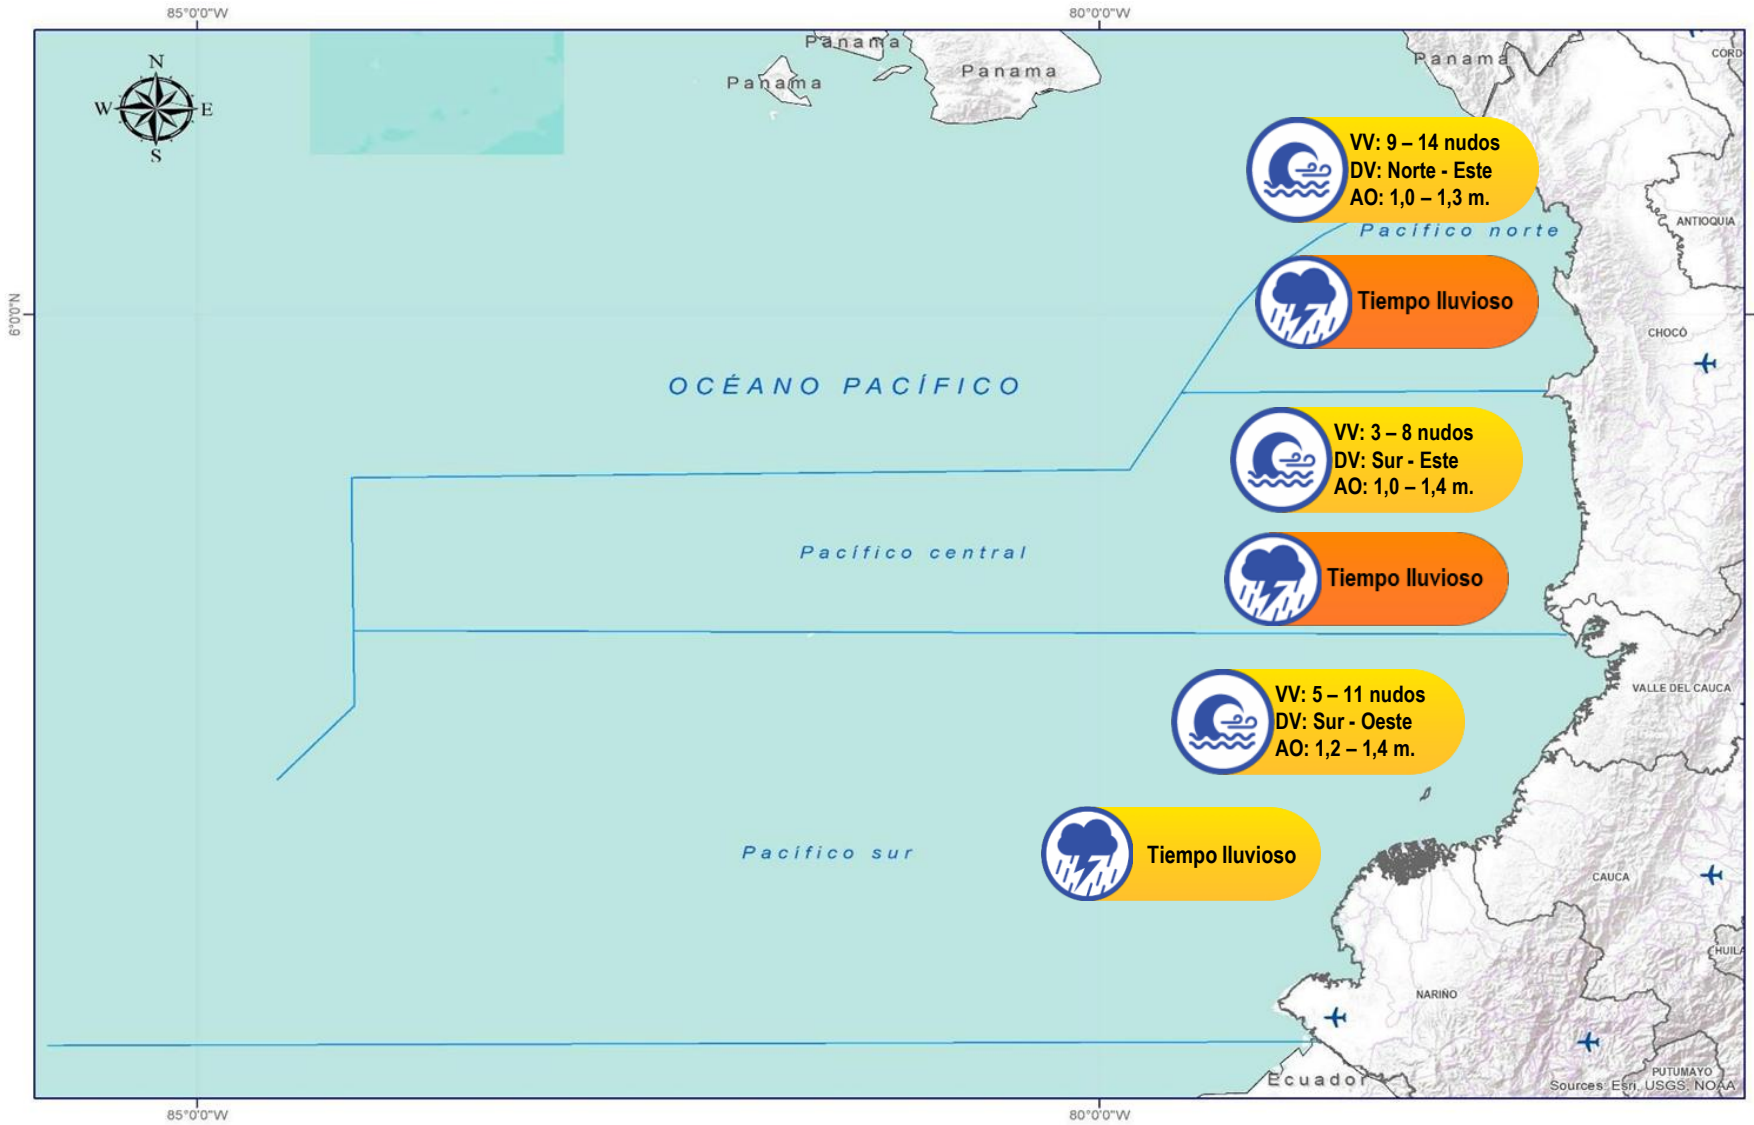 85°0'0"W
80°0'0"W
N
W
E
S
Panama
Panama
Panama
Panama
VV: 9 – 14 nudos
DV: Norte - Este
AO: 1,0 – 1,3 m.
Pacífico norte
ANTIOQUIA
6°0'0"N
Tiempo lluvioso
CHOCÓ
OCÉANO PACÍFICO
VV: 3 – 8 nudos
DV: Sur - Este
AO: 1,0 – 1,4 m.
Pacífico central
Tiempo lluvioso
VALLE DEL CAUCA
VV: 5 – 11 nudos
DV: Sur - Oeste
AO: 1,2 – 1,4 m.
Pacífico sur
Tiempo lluvioso
CAUCA
HUILA
NARIÑO
Ecuador
PUTUMAYO
Sources: Esri, USGS, NOAA
85°0'0"W
80°0'0"W